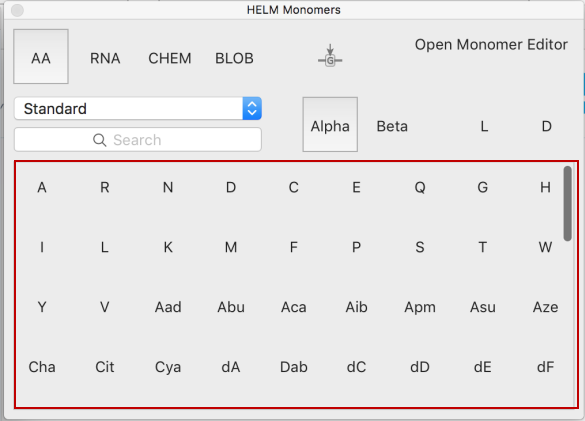 HELM Monomers
AA RNA CHEM BLOB G Open Monomer Editor
Standard
Alpha Beta L D
Search
A R N D C E Q G H
I L K M F P S T W
Y V Aad Abu Aca Aib Apm Asu Aze
Cha Cit Cya dA Dab dC dD dE dF